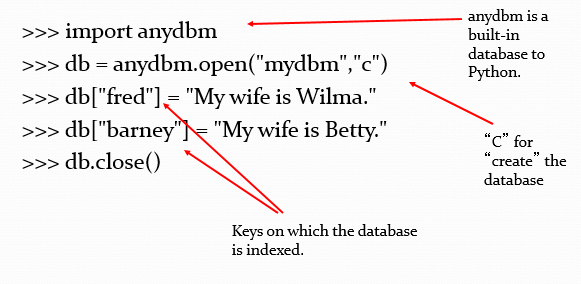 >>> import anydbm
>>> db = anydbm.open("mydbm","c")
>>> db["fred"] = "My wife is Wilma."
>>> db["barney"] = "My wife is Betty."
>>> db.close()
anydbm is a
built-in
database to
Python.
“C” for
“create” the
database
Keys on which the database
is indexed.